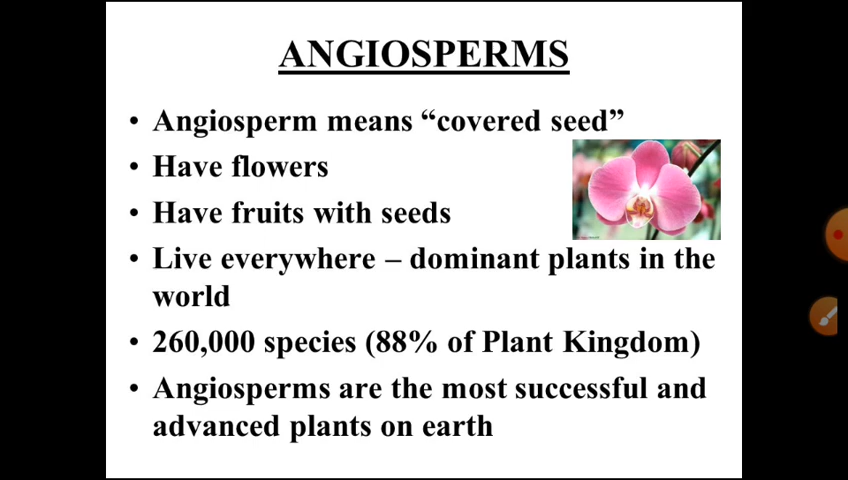 ANGIOSPERMS
• Angiosperm means “covered seed”
• Have flowers
• Have fruits with seeds
• Live everywhere – dominant plants in the
world
• 260,000 species (88% of Plant Kingdom)
• Angiosperms are the most successful and
advanced plants on earth